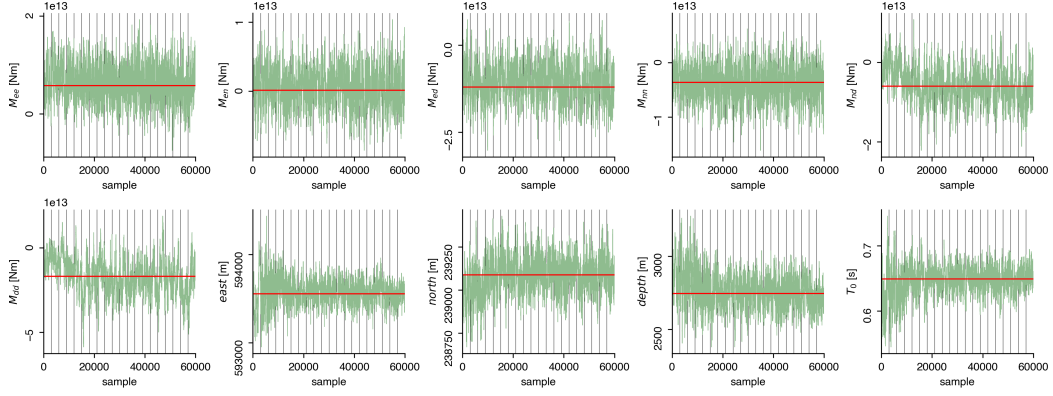 1e13 1e13 1e13 1e13 1e13
M_ee [Nm] 2 0
M_en [Nm] 1 0
M_ed [Nm] 0.0 −2.5
M_nn [Nm] 0 −1
M_nd [Nm] 0 −2
0 20000 40000 60000 0 20000 40000 60000 0 20000 40000 60000 0 20000 40000 60000 0 20000 40000 60000
sample sample sample sample sample
1e13
M_dd [Nm] 0 −5
east [m] 594000 593000
north [m] 239250 239000 238750
depth [m] 3000 2500
T_0 [s] 0.7 0.6
0 20000 40000 60000 0 20000 40000 60000 0 20000 40000 60000 0 20000 40000 60000 0 20000 40000 60000
sample sample sample sample sample